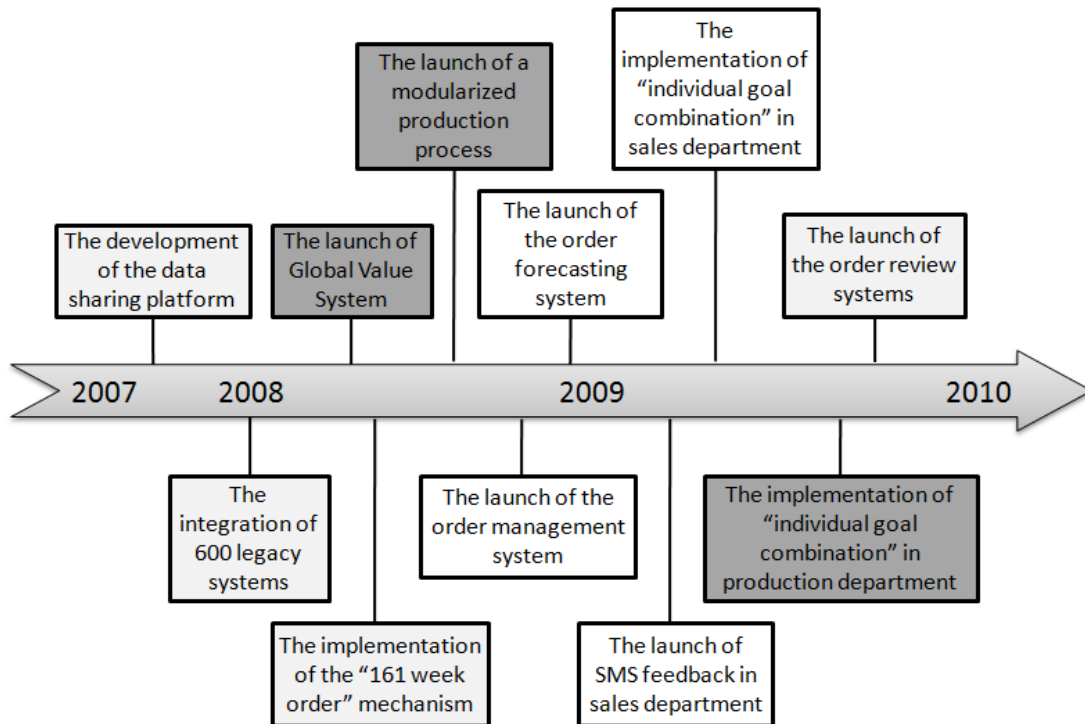 The launch of a
modularized
production
process
The
implementation of
“individual goal
combination” in
sales department
The development
of the data
sharing platform
The launch of
Global Value
System
The launch of
the order
forecasting
system
The launch of
the order review
systems
2007
2008
2009
2010
The
integration of
600 legacy
systems
The launch of the
order management
system
The implementation of
“individual goal
combination” in
production department
The implementation
of the “161 week
order” mechanism
The launch of
SMS feedback in
sales department